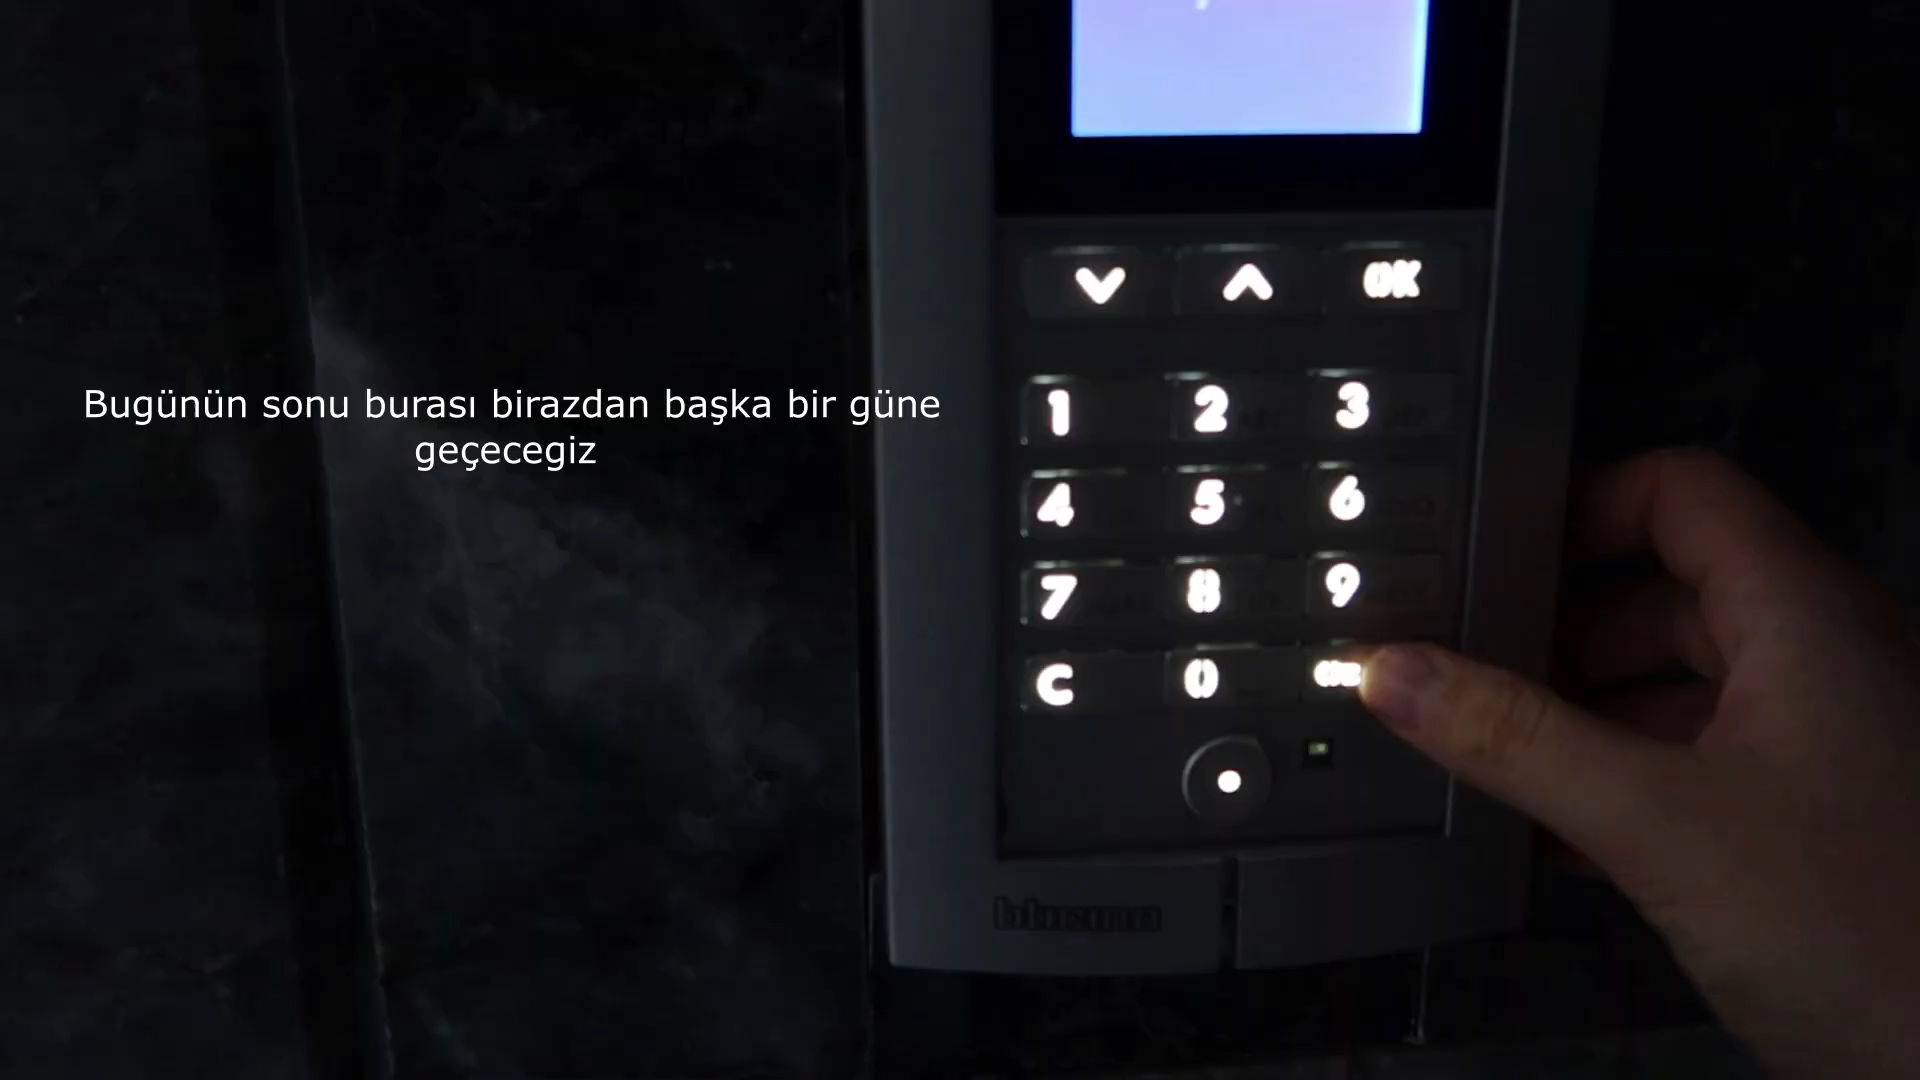 Bugünün sonu burası birazdan başka bir güne
geçecegiz
OK
1 2 3
4 5 6
7 8 9
C 0
bticino